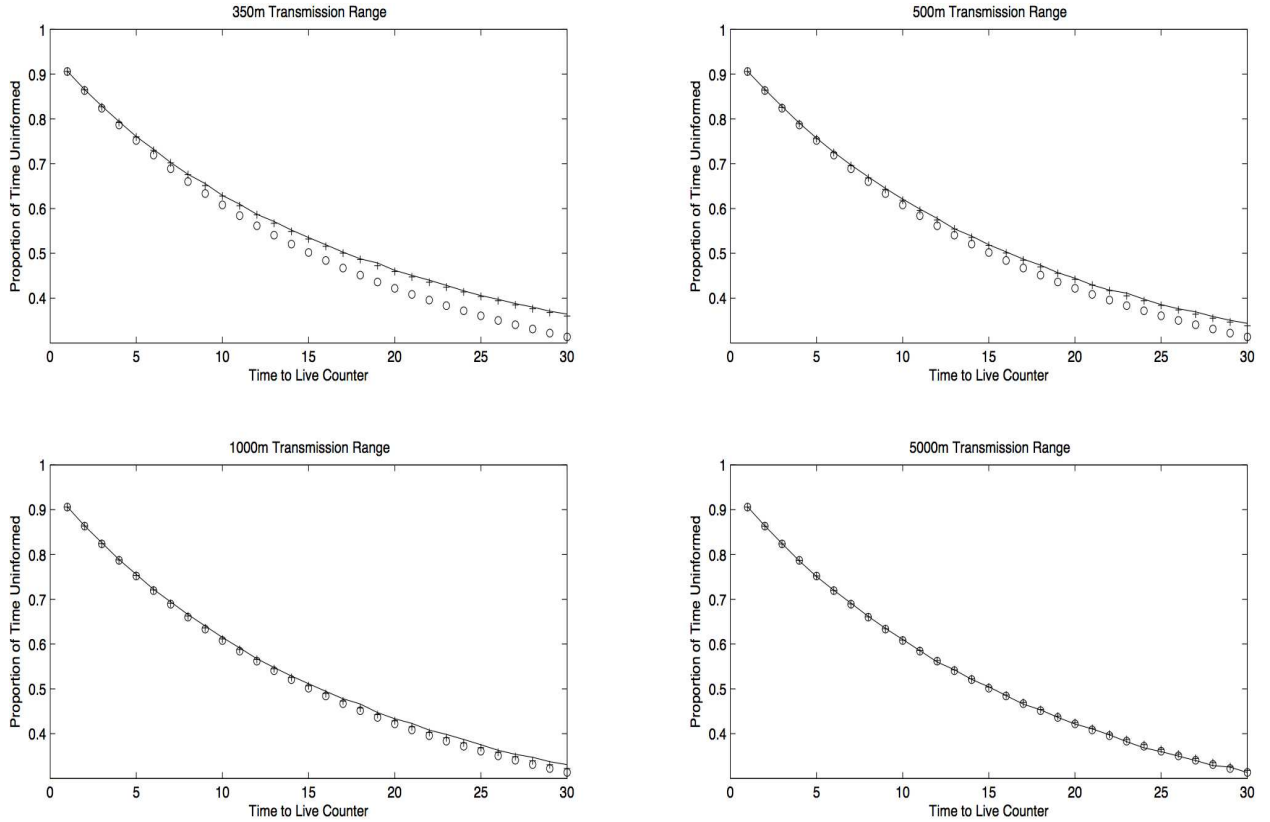 350m Transmission Range
1
0.9
0.8
0.7
0.6
0.5
0.4
Proportion of Time Uninformed
0 5 10 15 20 25 30
Time to Live Counter
500m Transmission Range
1
0.9
0.8
0.7
0.6
0.5
0.4
Proportion of Time Uninformed
0 5 10 15 20 25 30
Time to Live Counter
1000m Transmission Range
1
0.9
0.8
0.7
0.6
0.5
0.4
Proportion of Time Uninformed
0 5 10 15 20 25 30
Time to Live Counter
5000m Transmission Range
1
0.9
0.8
0.7
0.6
0.5
0.4
Proportion of Time Uninformed
0 5 10 15 20 25 30
Time to Live Counter